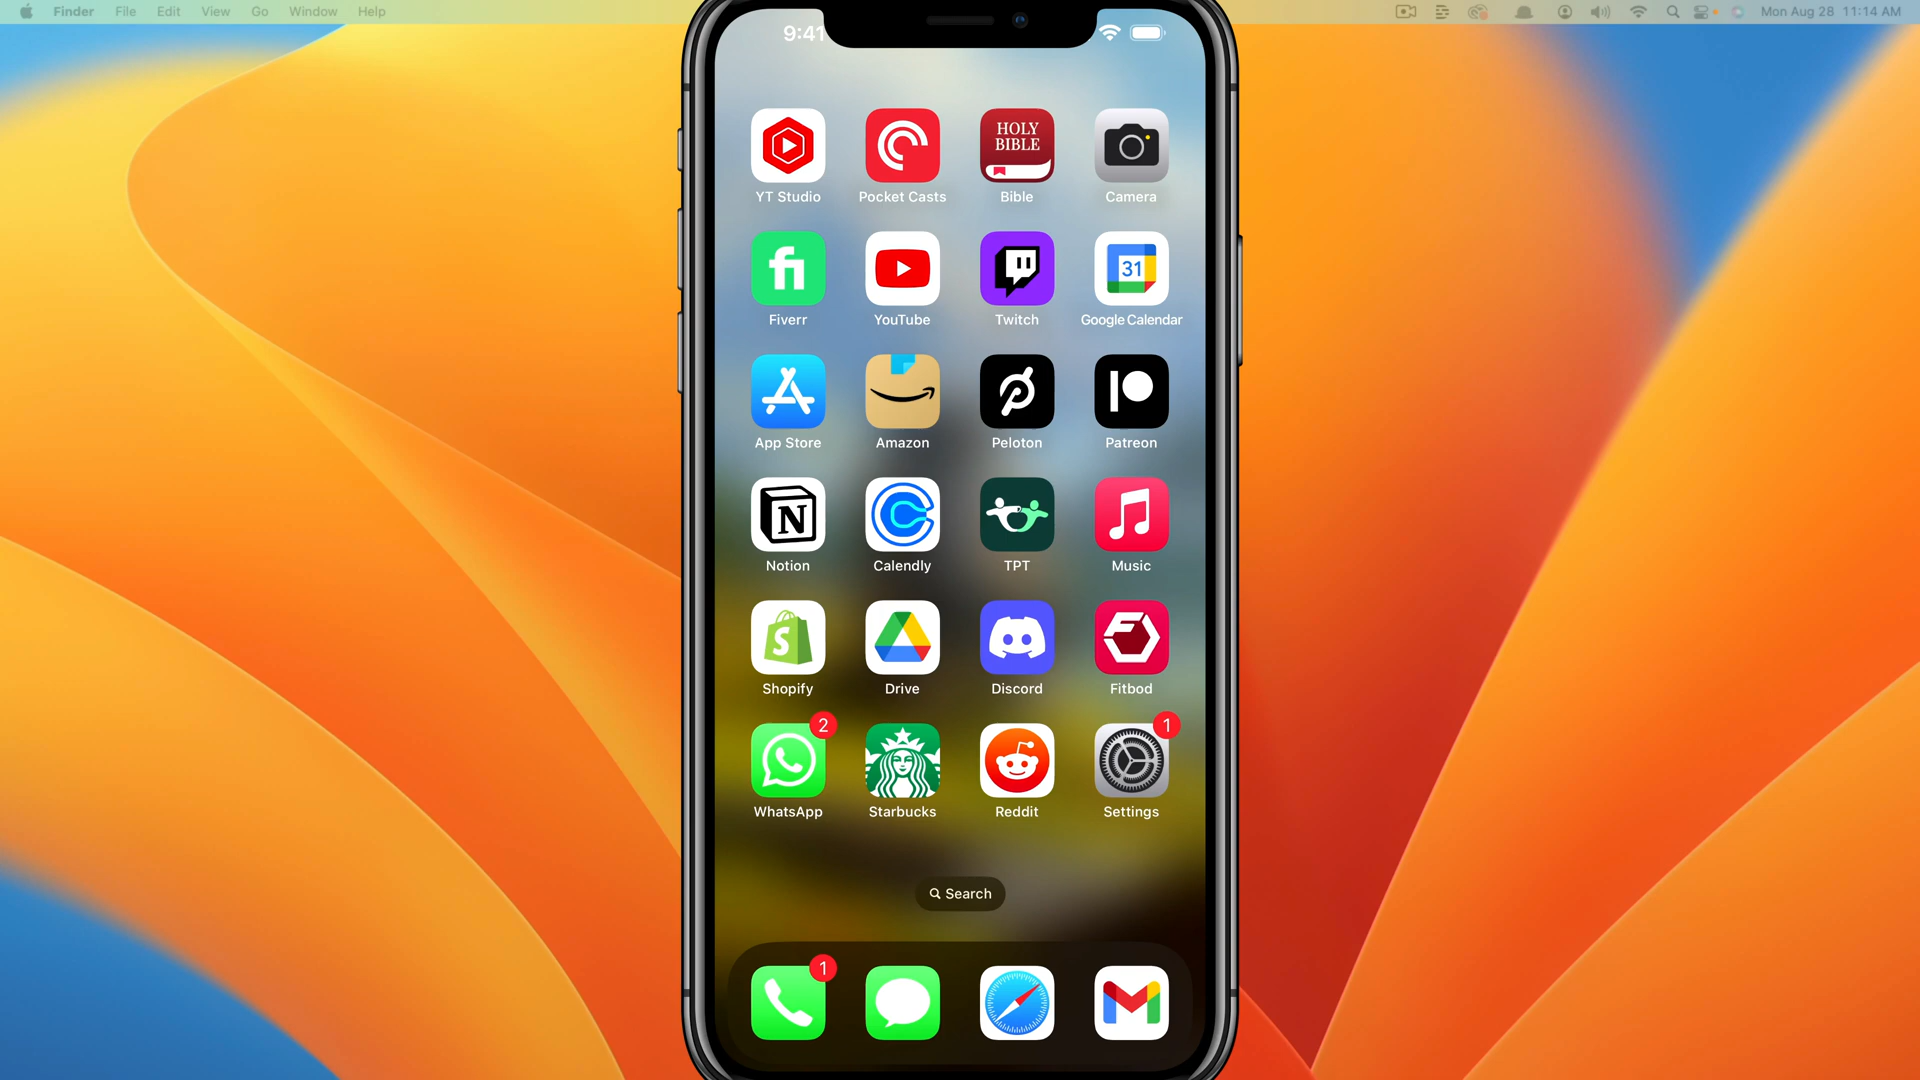 Finder File Edit View Go Window Help
Mon Aug 28 11:14 AM
9:41
HOLY
BIBLE
YT Studio Pocket Casts Bible Camera
fi
31
Fiverr YouTube Twitch Google Calendar
App Store Amazon Peloton Patreon
N
Notion Calendly TPT Music
S
Shopify Drive Discord Fitbod
2
1
WhatsApp Starbucks Reddit Settings
Search
1